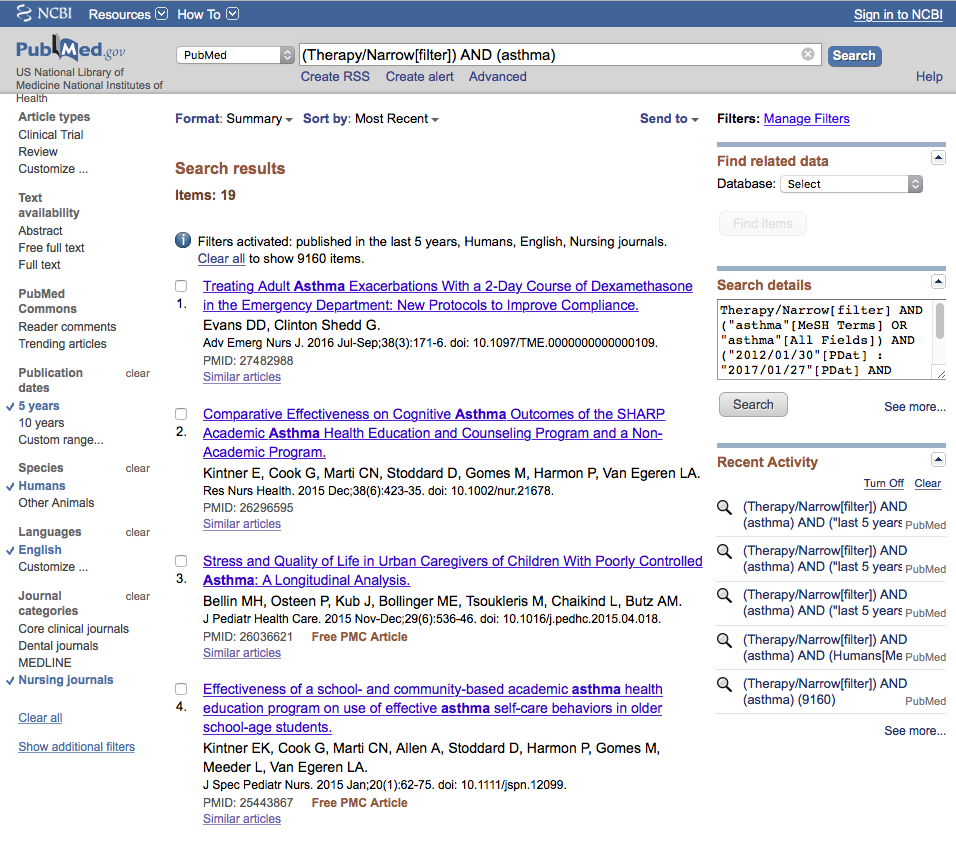 NCBI Resources How To Sign in to NCBI
PubMed.gov
US National Library of
Medicine National Institutes of
Health
PubMed
(Therapy/Narrow[filter]) AND (asthma)
Search
Create RSS Create alert Advanced
Help
Article types
Clinical Trial
Review
Customize ...
Text
availability
Abstract
Free full text
Full text
PubMed
Commons
Reader comments
Trending articles
Publication clear
dates
5 years
10 years
Custom range...
Species clear
Humans
Other Animals
Languages clear
English
Customize ...
Journal clear
categories
Core clinical journals
Dental journals
MEDLINE
Nursing journals
Clear all
Show additional filters
Format: Summary Sort by: Most Recent Send to
Search results
Items: 19
Filters activated: published in the last 5 years, Humans, English, Nursing journals.
Clear all to show 9160 items.
Treating Adult Asthma Exacerbations With a 2-Day Course of Dexamethasone
1. in the Emergency Department: New Protocols to Improve Compliance.
Evans DD, Clinton Shedd G.
Adv Emerg Nurs J. 2016 Jul-Sep;38(3):171-6. doi: 10.1097/TME.0000000000000109.
PMID: 27482988
Similar articles
Comparative Effectiveness on Cognitive Asthma Outcomes of the SHARP
2. Academic Asthma Health Education and Counseling Program and a Non-
Academic Program.
Kintner E, Cook G, Marti CN, Stoddard D, Gomes M, Harmon P, Van Egeren LA.
Res Nurs Health. 2015 Dec;38(6):423-35. doi: 10.1002/nur.21678.
PMID: 26296595
Similar articles
Stress and Quality of Life in Urban Caregivers of Children With Poorly Controlled
3. Asthma: A Longitudinal Analysis.
Bellin MH, Osteen P, Kub J, Bollinger ME, Tsoukleris M, Chaikind L, Butz AM.
J Pediatr Health Care. 2015 Nov-Dec;29(6):536-46. doi: 10.1016/j.pedhc.2015.04.018.
PMID: 26036621 Free PMC Article
Similar articles
Effectiveness of a school- and community-based academic asthma health
4. education program on use of effective asthma self-care behaviors in older
school-age students.
Kintner EK, Cook G, Marti CN, Allen A, Stoddard D, Harmon P, Gomes M,
Meeder L, Van Egeren LA.
J Spec Pediatr Nurs. 2015 Jan;20(1):62-75. doi: 10.1111/jspn.12099.
PMID: 25443867 Free PMC Article
Similar articles
Filters: Manage Filters
Find related data
Database: Select
Find items
Search details
Therapy/Narrow[filter] AND
("asthma"[MeSH Terms] OR
"asthma"[All Fields]) AND
("2012/01/30"[PDat] :
"2017/01/27"[PDat] AND
Search See more...
Recent Activity
Turn Off Clear
(Therapy/Narrow[filter]) AND
(asthma) AND ("last 5 years PubMed
(Therapy/Narrow[filter]) AND
(asthma) AND ("last 5 years PubMed
(Therapy/Narrow[filter]) AND
(asthma) AND ("last 5 years PubMed
(Therapy/Narrow[filter]) AND
(asthma) AND (Humans[Me PubMed
(Therapy/Narrow[filter]) AND
(asthma) (9160) PubMed
See more...